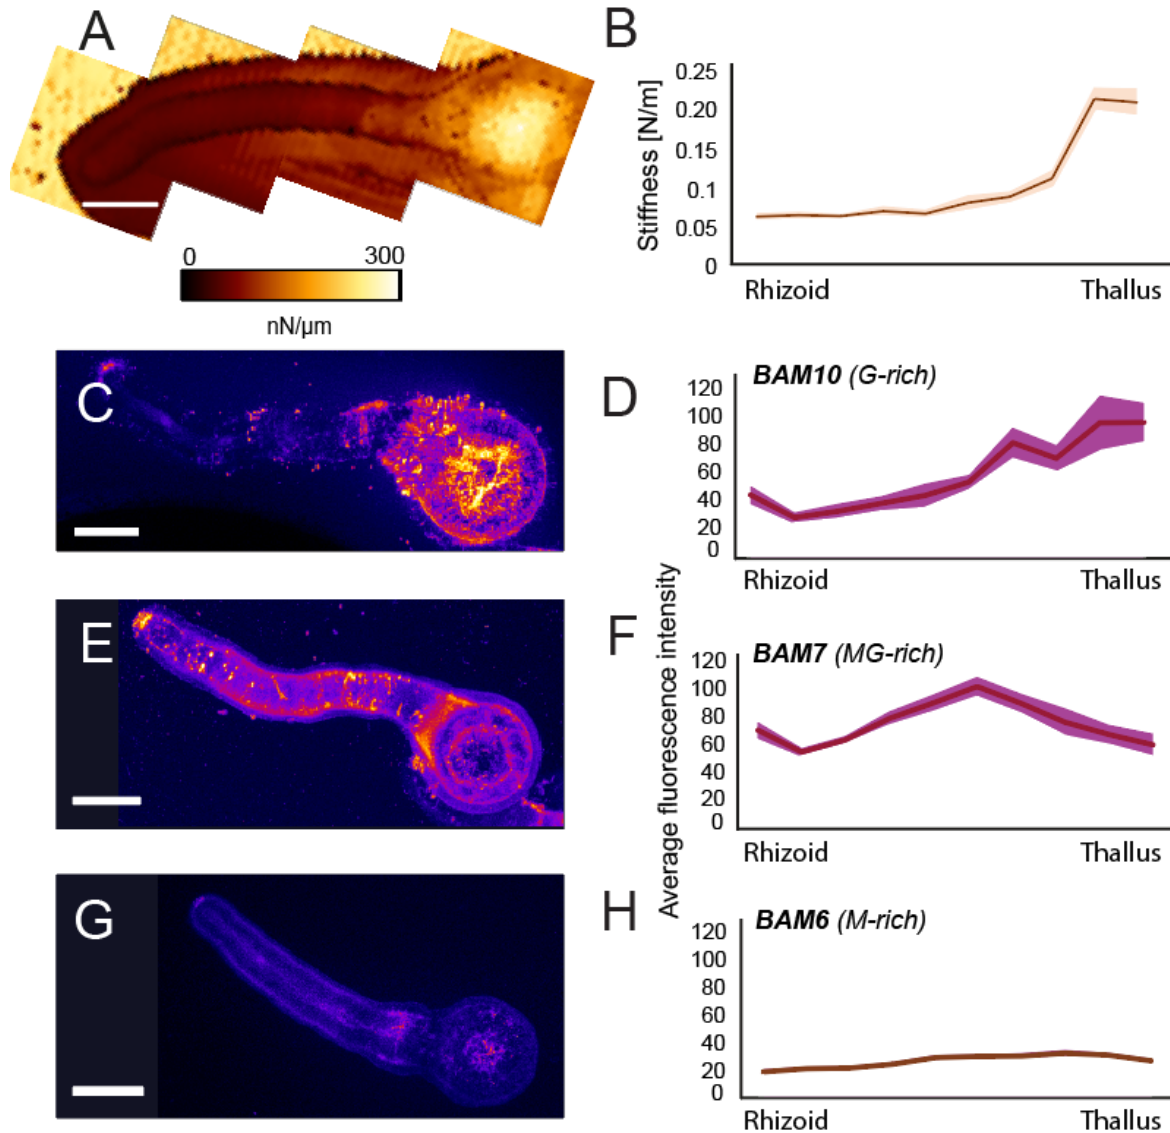 A
0 300
nN/µm
B
Stiffness [N/m]
0.25
0.20
0.15
0.1
0.05
0
Rhizoid Thallus
C
D
BAM10 (G-rich)
120
100
80
60
40
20
0
Rhizoid Thallus
Average fluorescence intensity
E
F
BAM7 (MG-rich)
120
100
80
60
40
20
0
Rhizoid Thallus
G
H
BAM6 (M-rich)
120
100
80
60
40
20
0
Rhizoid Thallus